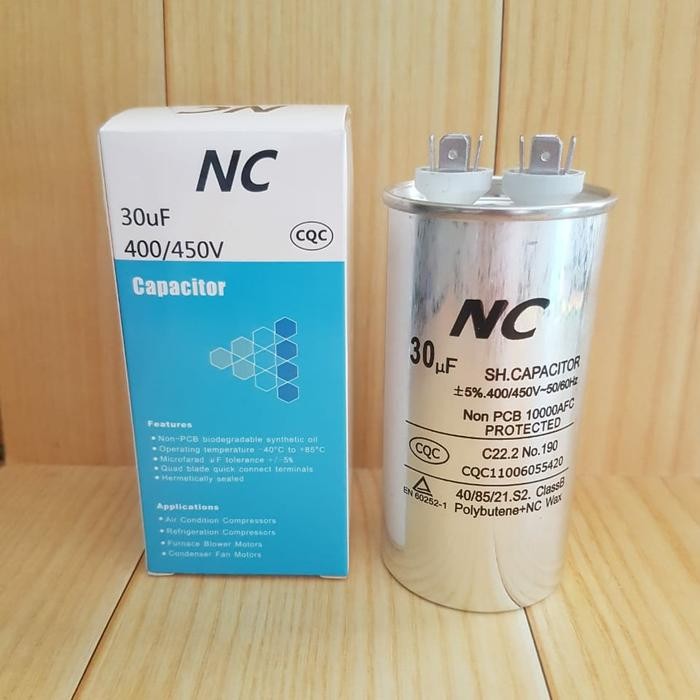 NC
NC
30uF
400/450V
CQC
Capacitor
Features
• Non-PCB biodegradable synthetic oil
• Operating temperature -40°C to +85°C
• Microfarad uF tolerance +/-5%
• Quad blade quick connect terminals
• Hermetically sealed
Applications
• Air Condition Compressors
• Refrigeration Compressors
• Furnace Blower Motors
• Condenser Fan Motors
NC
30µF
SH.CAPACITOR
±5%.400/450V~50/60Hz
Non PCB 10000AFC
PROTECTED
CQC
C22.2 No.190
CQC11006055420
EN 60252-1
40/85/21.S2. ClassB
Polybutene+NC Wax